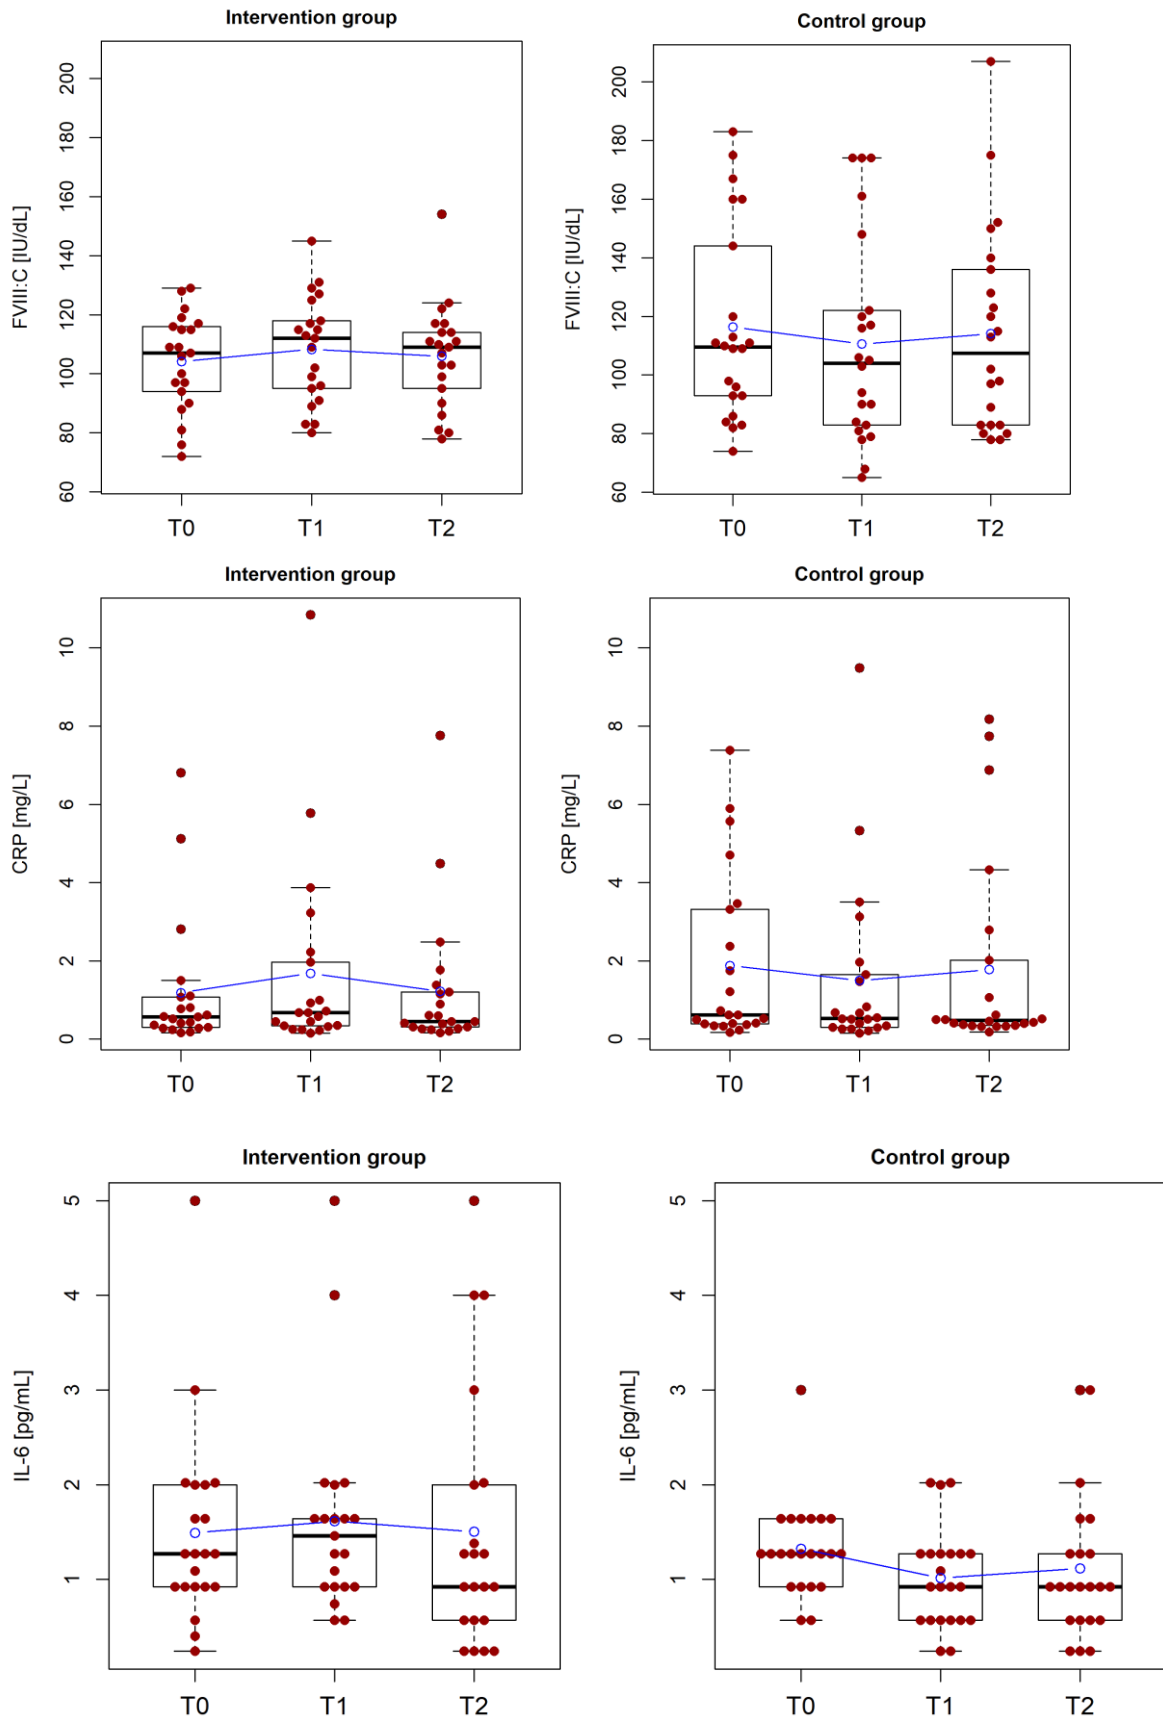 Intervention group
FVIII:C [IU/dL]
200
180
160
140
120
100
80
60
T0 T1 T2
Control group
FVIII:C [IU/dL]
200
180
160
140
120
100
80
60
T0 T1 T2
Intervention group
CRP [mg/L]
10
8
6
4
2
0
T0 T1 T2
Control group
CRP [mg/L]
10
8
6
4
2
0
T0 T1 T2
Intervention group
IL-6 [pg/mL]
5
4
3
2
1
T0 T1 T2
Control group
IL-6 [pg/mL]
5
4
3
2
1
T0 T1 T2